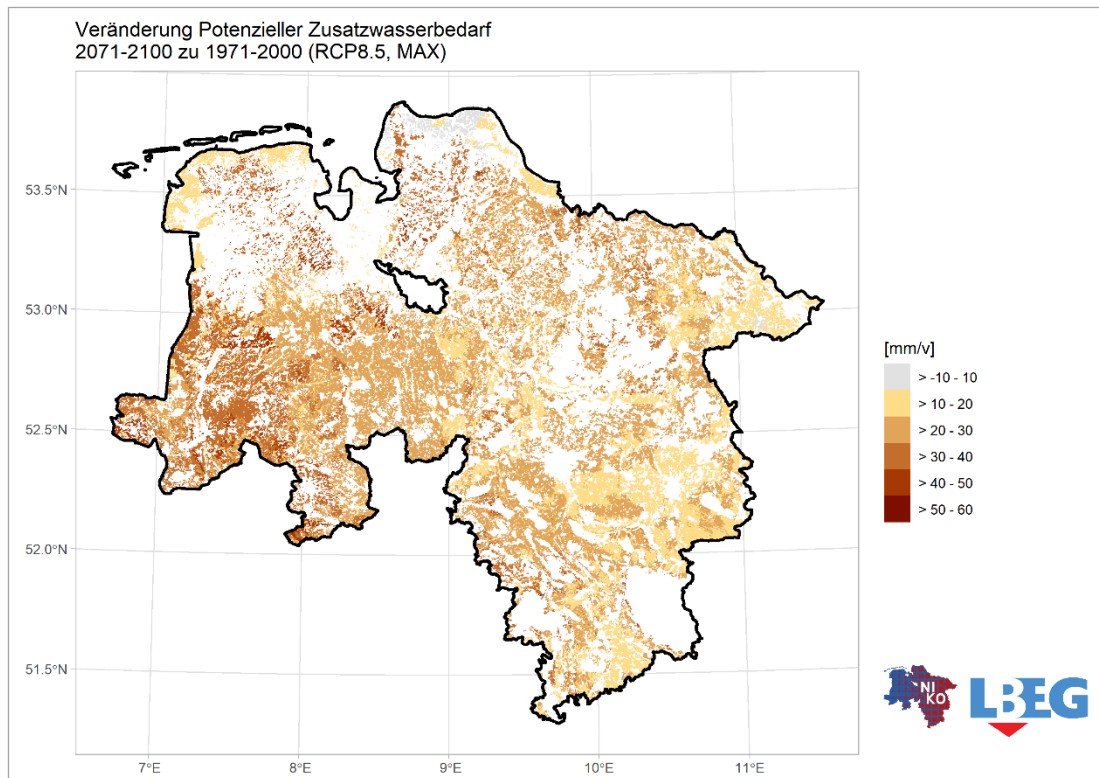 Veränderung Potenzieller Zusatzwasserbedarf
2071-2100 zu 1971-2000 (RCP8.5, MAX)
53.5°N
53.0°N
52.5°N
52.0°N
51.5°N
7°E
8°E
9°E
10°E
11°E
[mm/v]
> -10 - 10
> 10 - 20
> 20 - 30
> 30 - 40
> 40 - 50
> 50 - 60
NI
KO
LBEG